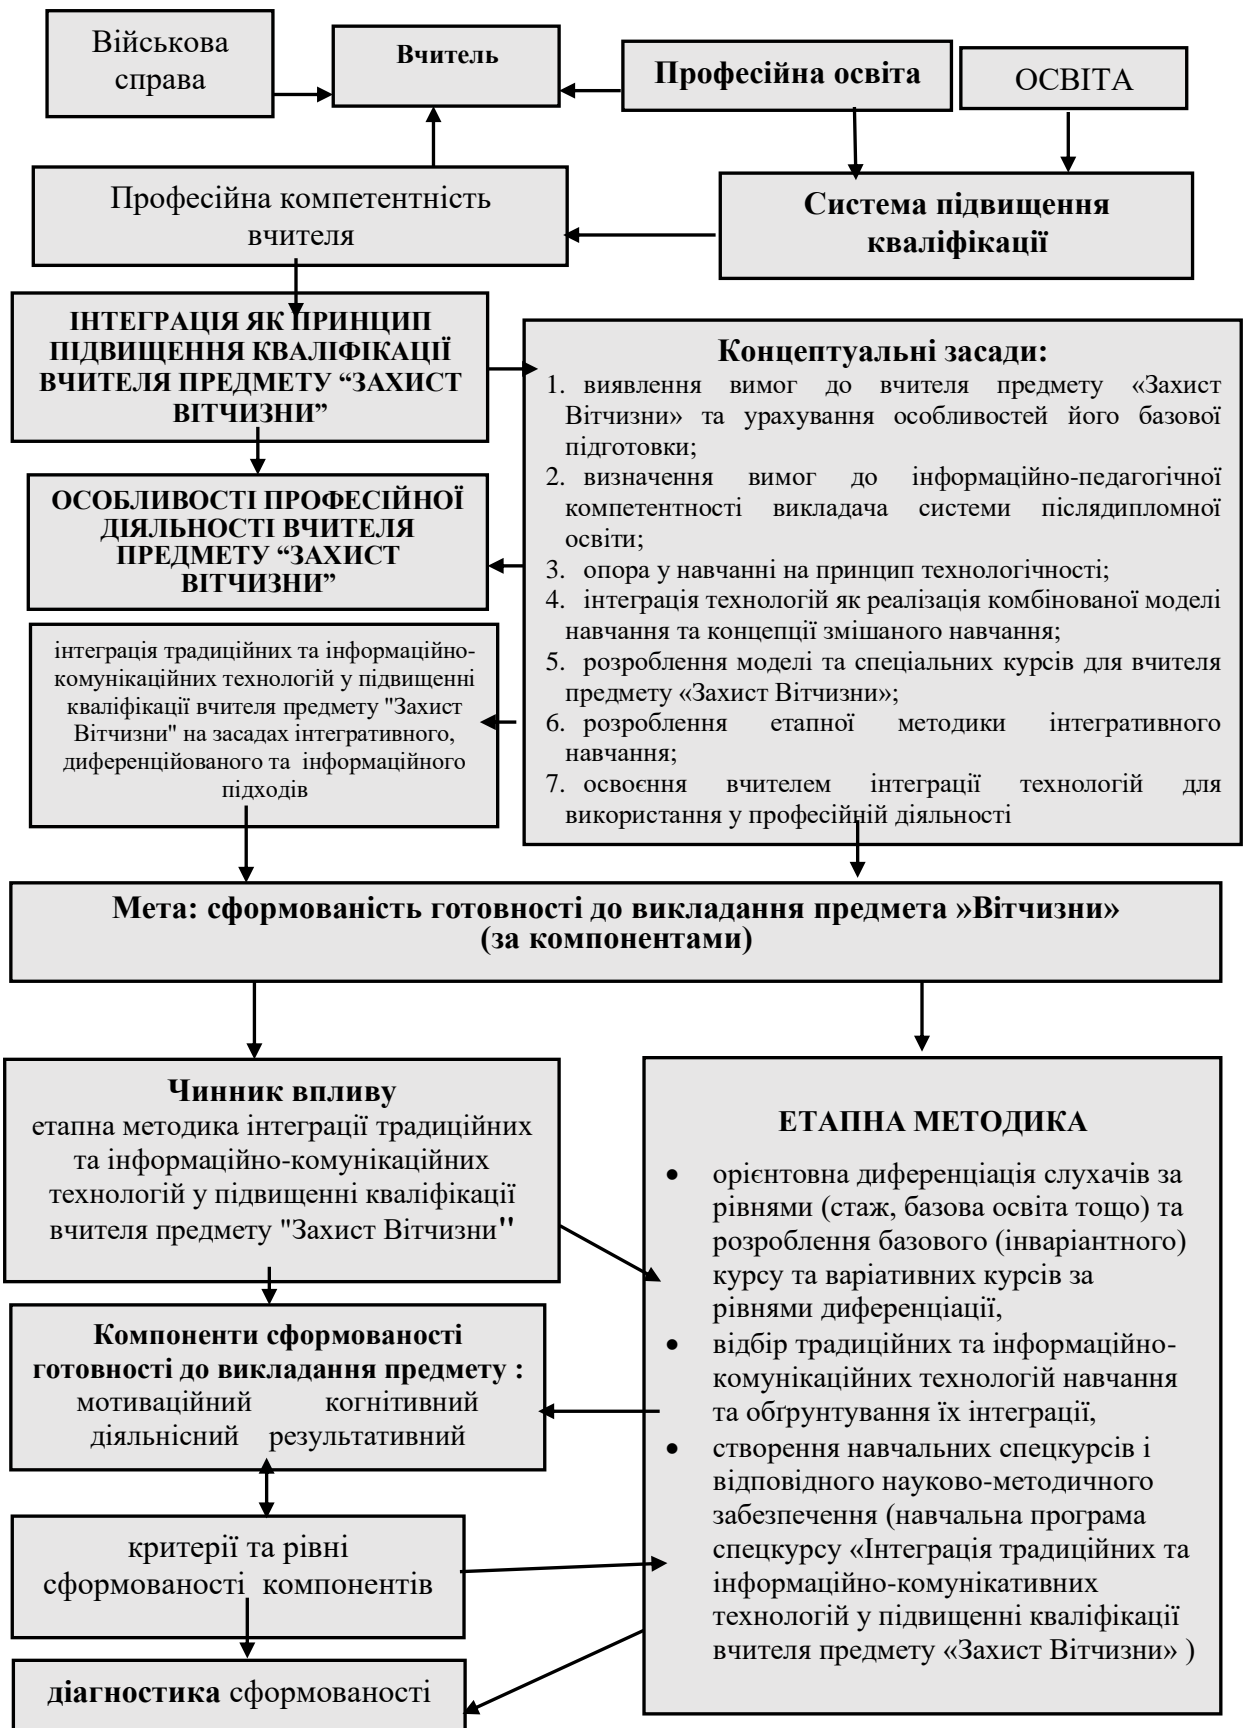 Військова
справа
Вчитель
Професійна освіта
ОСВІТА
Професійна компетентність
вчителя
Система підвищення
кваліфікації
ІНТЕГРАЦІЯ ЯК ПРИНЦИП
ПІДВИЩЕННЯ КВАЛІФІКАЦІЇ
ВЧИТЕЛЯ ПРЕДМЕТУ “ЗАХИСТ
ВІТЧИЗНИ”
ОСОБЛИВОСТІ ПРОФЕСІЙНОЇ
ДІЯЛЬНОСТІ ВЧИТЕЛЯ
ПРЕДМЕТУ “ЗАХИСТ
ВІТЧИЗНИ”
інтеграція традиційних та інформаційно-
комунікаційних технологій у підвищенні
кваліфікації вчителя предмету "Захист
Вітчизни" на засадах інтегративного,
диференційованого та інформаційного
підходів
Концептуальні засади:
1. виявлення вимог до вчителя предмету «Захист
Вітчизни» та урахування особливостей його базової
підготовки;
2. визначення вимог до інформаційно-педагогічної
компетентності викладача системи післядипломної
освіти;
3. опора у навчанні на принцип технологічності;
4. інтеграція технологій як реалізація комбінованої моделі
навчання та концепції змішаного навчання;
5. розроблення моделі та спеціальних курсів для вчителя
предмету «Захист Вітчизни»;
6. розроблення етапної методики інтегративного
навчання;
7. освоєння вчителем інтеграції технологій для
використання у професійній діяльності
Мета: сформованість готовності до викладання предмета »Вітчизни»
(за компонентами)
Чинник впливу
етапна методика інтеграції традиційних
та інформаційно-комунікаційних
технологій у підвищенні кваліфікації
вчителя предмету "Захист Вітчизни"
Компоненти сформованості
готовності до викладання предмету :
мотиваційний когнітивний
діяльнісний результативний
критерії та рівні
сформованості компонентів
діагностика сформованості
ЕТАПНА МЕТОДИКА
• орієнтовна диференціація слухачів за
рівнями (стаж, базова освіта тощо) та
розроблення базового (інваріантного)
курсу та варіативних курсів за
рівнями диференціації,
• відбір традиційних та інформаційно-
комунікаційних технологій навчання
та обґрунтування їх інтеграції,
• створення навчальних спецкурсів і
відповідного науково-методичного
забезпечення (навчальна програма
спецкурсу «Інтеграція традиційних та
інформаційно-комунікативних
технологій у підвищенні кваліфікації
вчителя предмету «Захист Вітчизни» )